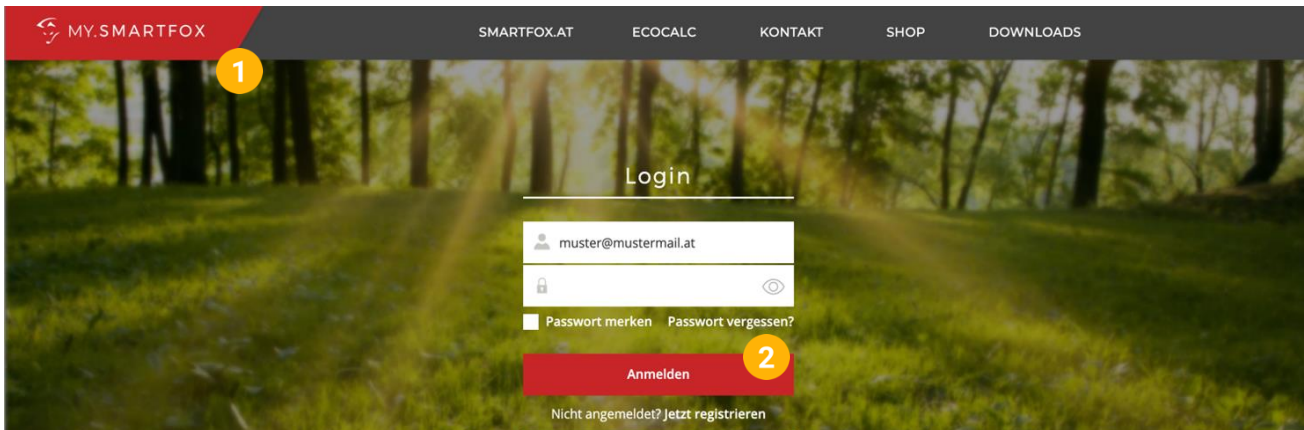 MY.SMARTFOX SMARTFOX.AT ECOCALC KONTAKT SHOP DOWNLOADS
1
Login
muster@mustermail.at
Passwort merken Passwort vergessen?
2
Anmelden
Nicht angemeldet? Jetzt registrieren